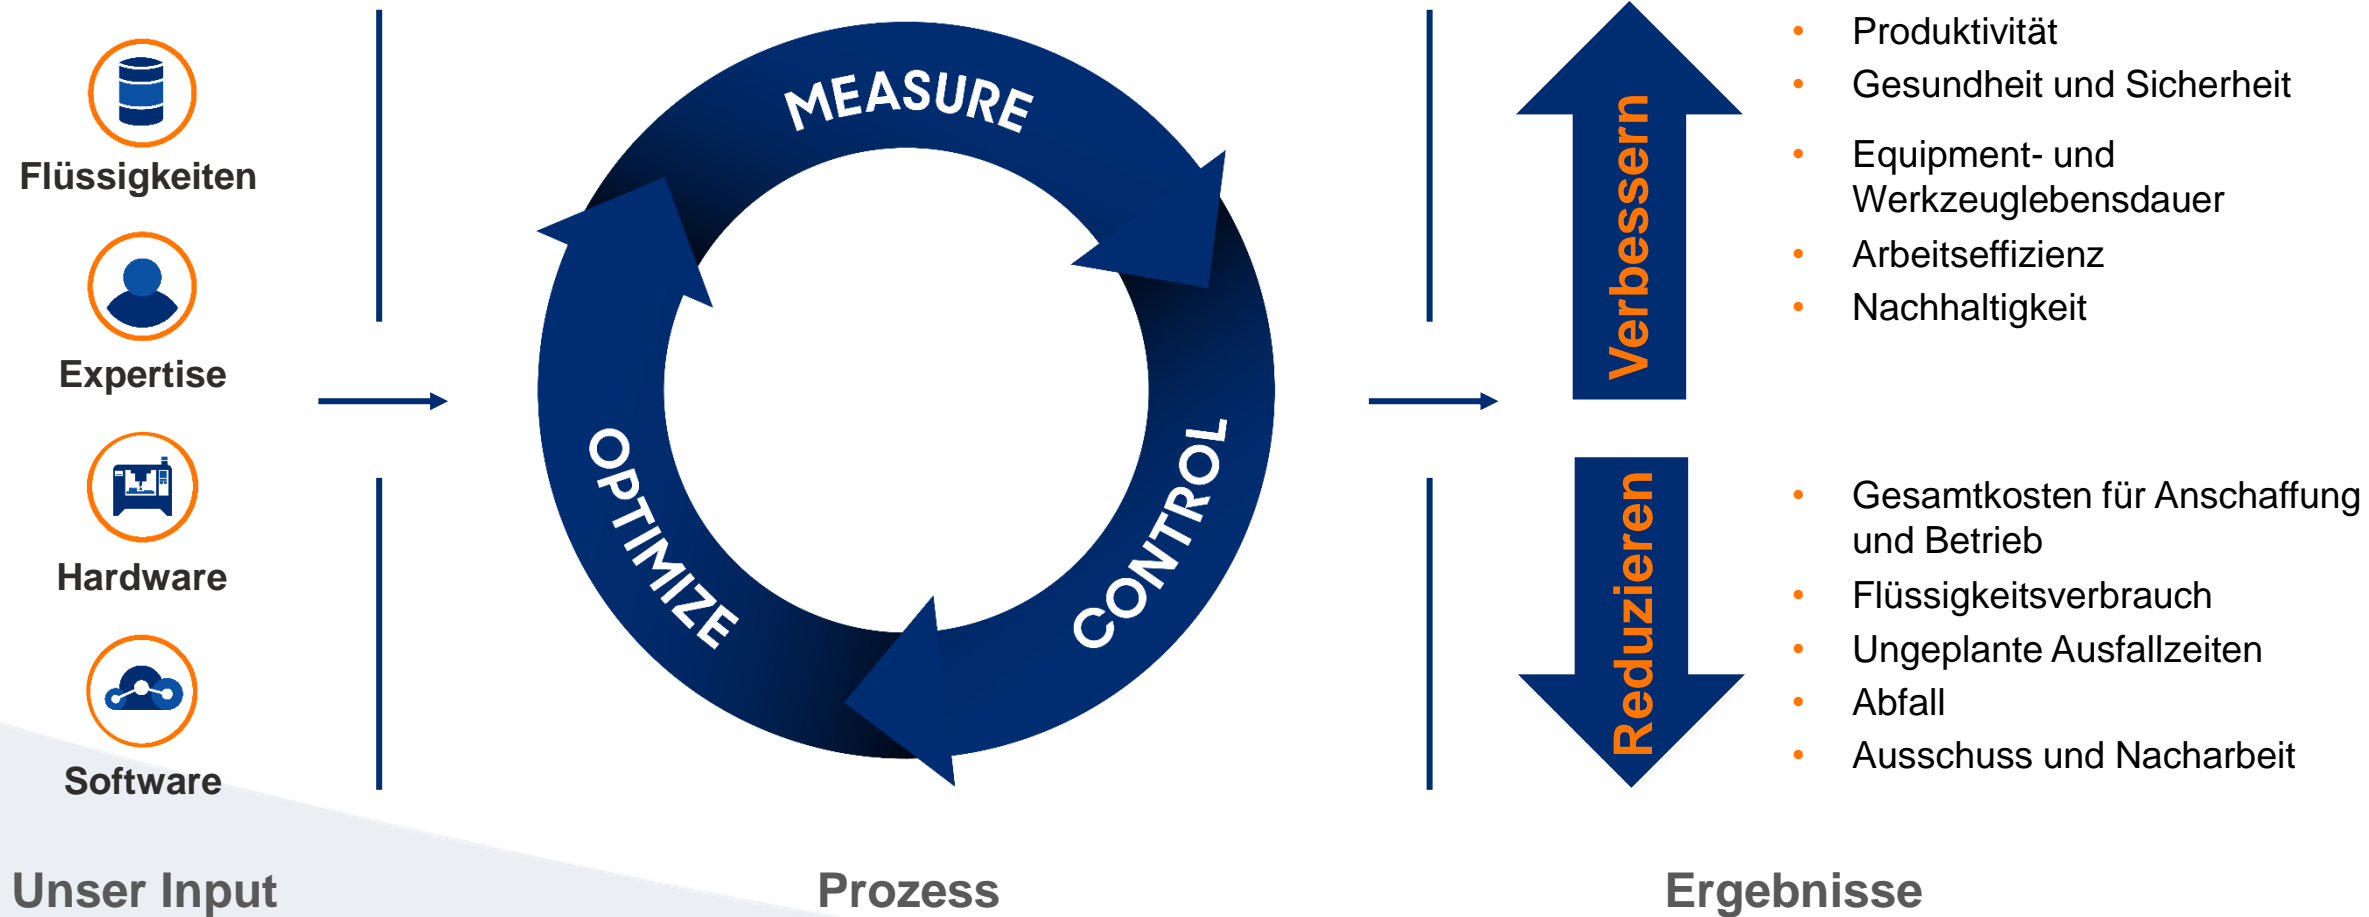 Flüssigkeiten
Expertise
Hardware
Software
Unser Input
MEASURE
CONTROL
OPTIMIZE
Prozess
Verbessern
• Produktivität
• Gesundheit und Sicherheit
• Equipment- und
Werkzeuglebensdauer
• Arbeitseffizienz
• Nachhaltigkeit
Reduzieren
• Gesamtkosten für Anschaffung
und Betrieb
• Flüssigkeitsverbrauch
• Ungeplante Ausfallzeiten
• Abfall
• Ausschuss und Nacharbeit
Ergebnisse